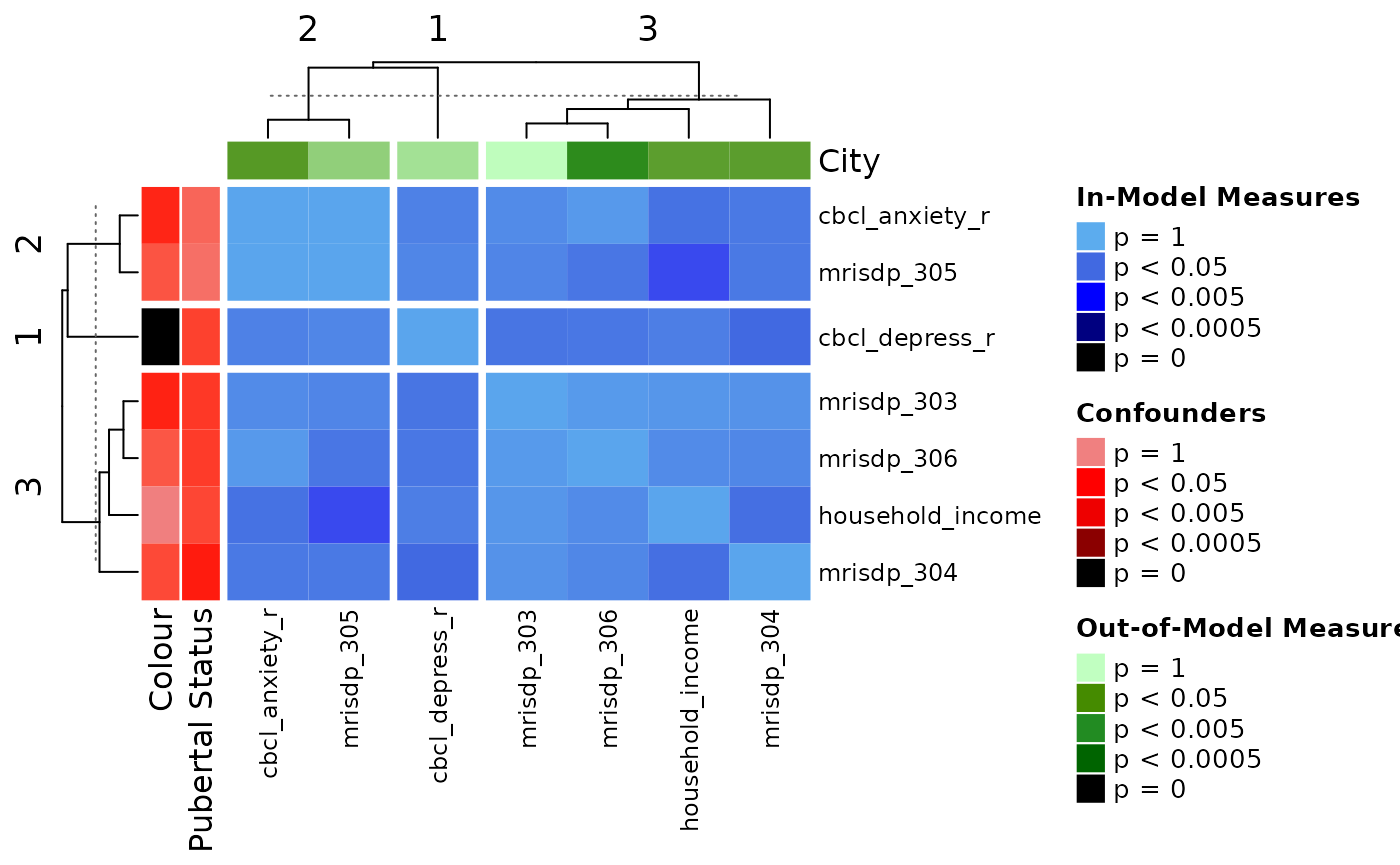 2 1 3
City
2
1
3
cbcl_anxiety_r
mrisdp_305
cbcl_depress_r
mrisdp_303
mrisdp_306
household_income
mrisdp_304
Colour
Pubertal Status
cbcl_anxiety_r
mrisdp_305
cbcl_depress_r
mrisdp_303
mrisdp_306
household_income
mrisdp_304
In-Model Measures
p = 1
p < 0.05
p < 0.005
p < 0.0005
p = 0
Confounders
p = 1
p < 0.05
p < 0.005
p < 0.0005
p = 0
Out-of-Model Measure
p = 1
p < 0.05
p < 0.005
p < 0.0005
p = 0